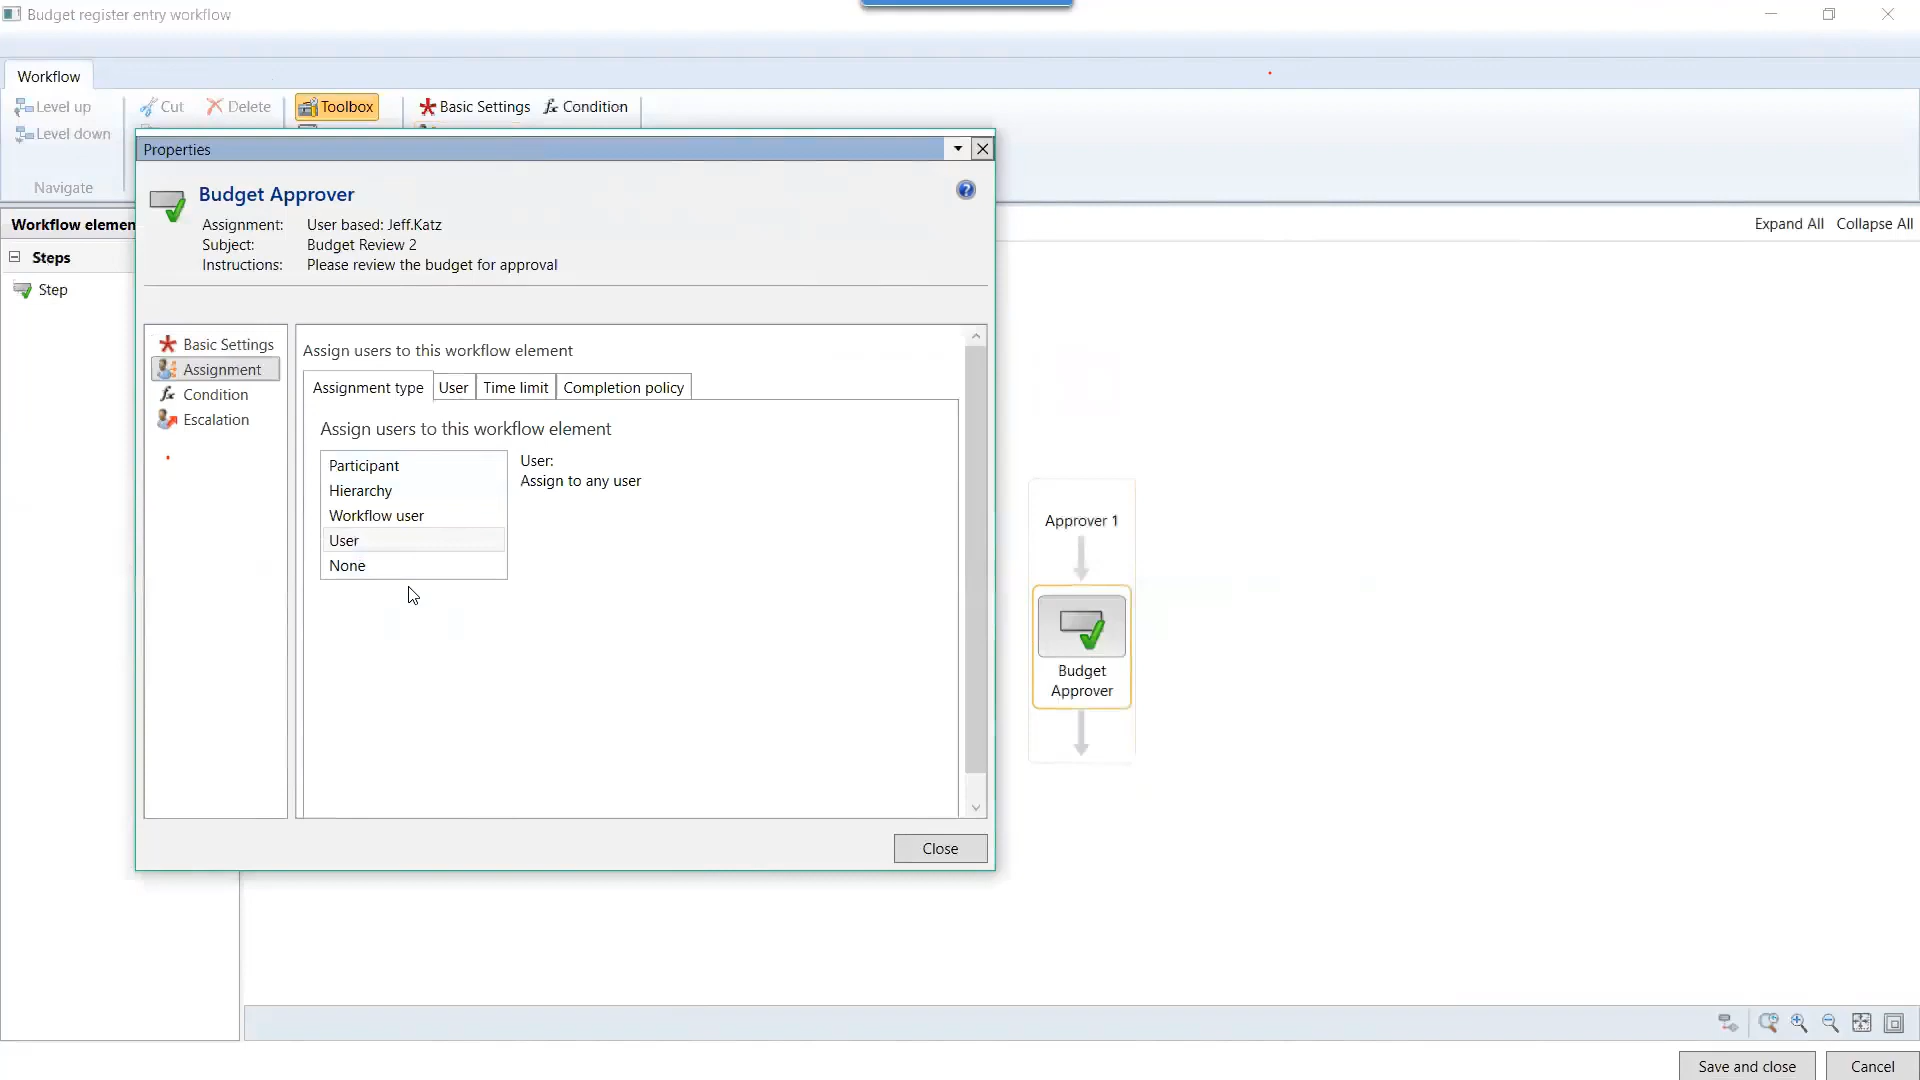 Budget register entry workflow
Workflow
Level up
Cut
Delete
Toolbox
Basic Settings
Condition
Level down
Navigate
Properties
Budget Approver
Assignment: User based: Jeff.Katz
Subject: Budget Review 2
Instructions: Please review the budget for approval
Workflow elemen
Expand All Collapse All
Steps
Step
Basic Settings
Assignment
Condition
Escalation
Assign users to this workflow element
Assignment type User Time limit Completion policy
Assign users to this workflow element
Participant
Hierarchy
Workflow user
User
None
User:
Assign to any user
Close
Approver 1
Budget
Approver
Save and close Cancel